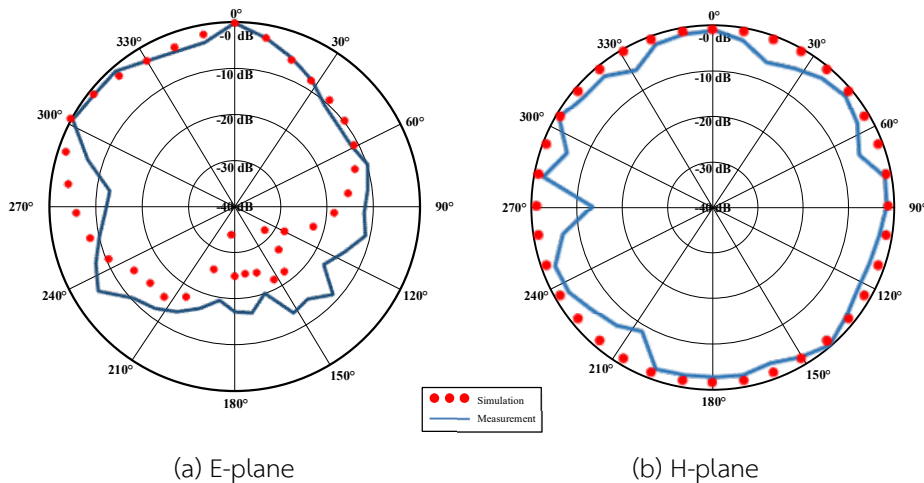 0°
330°
-0 dB
30°
-10 dB
300°
60°
-20 dB
-30 dB
270°
-40 dB
90°
240°
120°
210°
150°
180°
0°
330°
-0 dB
30°
-10 dB
300°
60°
-20 dB
-30 dB
270°
-40 dB
90°
240°
120°
210°
150°
180°
Simulation
Measurement
(a) E-plane
(b) H-plane